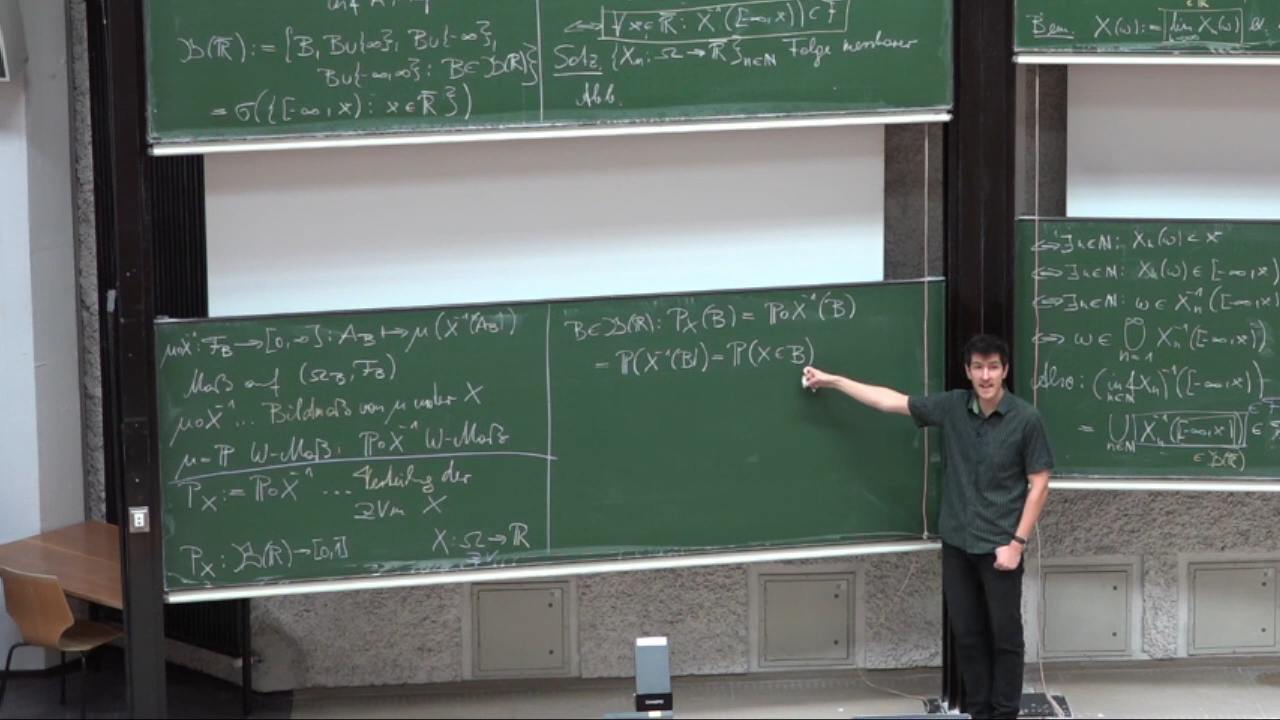 𝔅(ℝ̄) := {B, B∪{∞}, B∪{-∞},
B∪{-∞,∞} : B∈𝔅(ℝ)}
= σ({[-∞,x) : x∈ℝ̄})
⟺ ∀x∈ℝ̄: X⁻¹([-∞,x)) ∈ F
Satz {Xₙ: Ω→ℝ̄}ₙ∈ℕ Folge messbarer
Abb.
μ∘X⁻¹: F_B → [0,∞] : A_B ↦ μ(X⁻¹(A_B))
Maß auf (Ω_B, F_B)
μ∘X⁻¹ ... Bildmaß von μ unter X
μ=ℙ W-Maß: ℙ∘X⁻¹ W-Maß
P_X := ℙ∘X⁻¹ ... Verteilung der
ZVm X
P_X : 𝔅(ℝ)→[0,1] X: Ω→ℝ
B∈𝔅(ℝ): P_X(B) = ℙ∘X⁻¹(B)
= ℙ(X⁻¹(B)) = ℙ(X∈B)
∈ℝ̄
Bem. X(ω) := lim Xₙ(ω)
⟺ ∃n∈ℕ: Xₙ(ω) < x
⟺ ∃n∈ℕ: Xₙ(ω) ∈ [-∞,x)
⟺ ∃n∈ℕ: ω ∈ Xₙ⁻¹([-∞,x)
⟺ ω ∈ ⋃ₙ₌₁^∞ Xₙ⁻¹([-∞,x))
Also: (inf_{n∈ℕ} Xₙ)⁻¹([-∞,x))
= ⋃_{n∈ℕ} Xₙ⁻¹([-∞,x)) ∈
∈𝔅(ℝ̄)